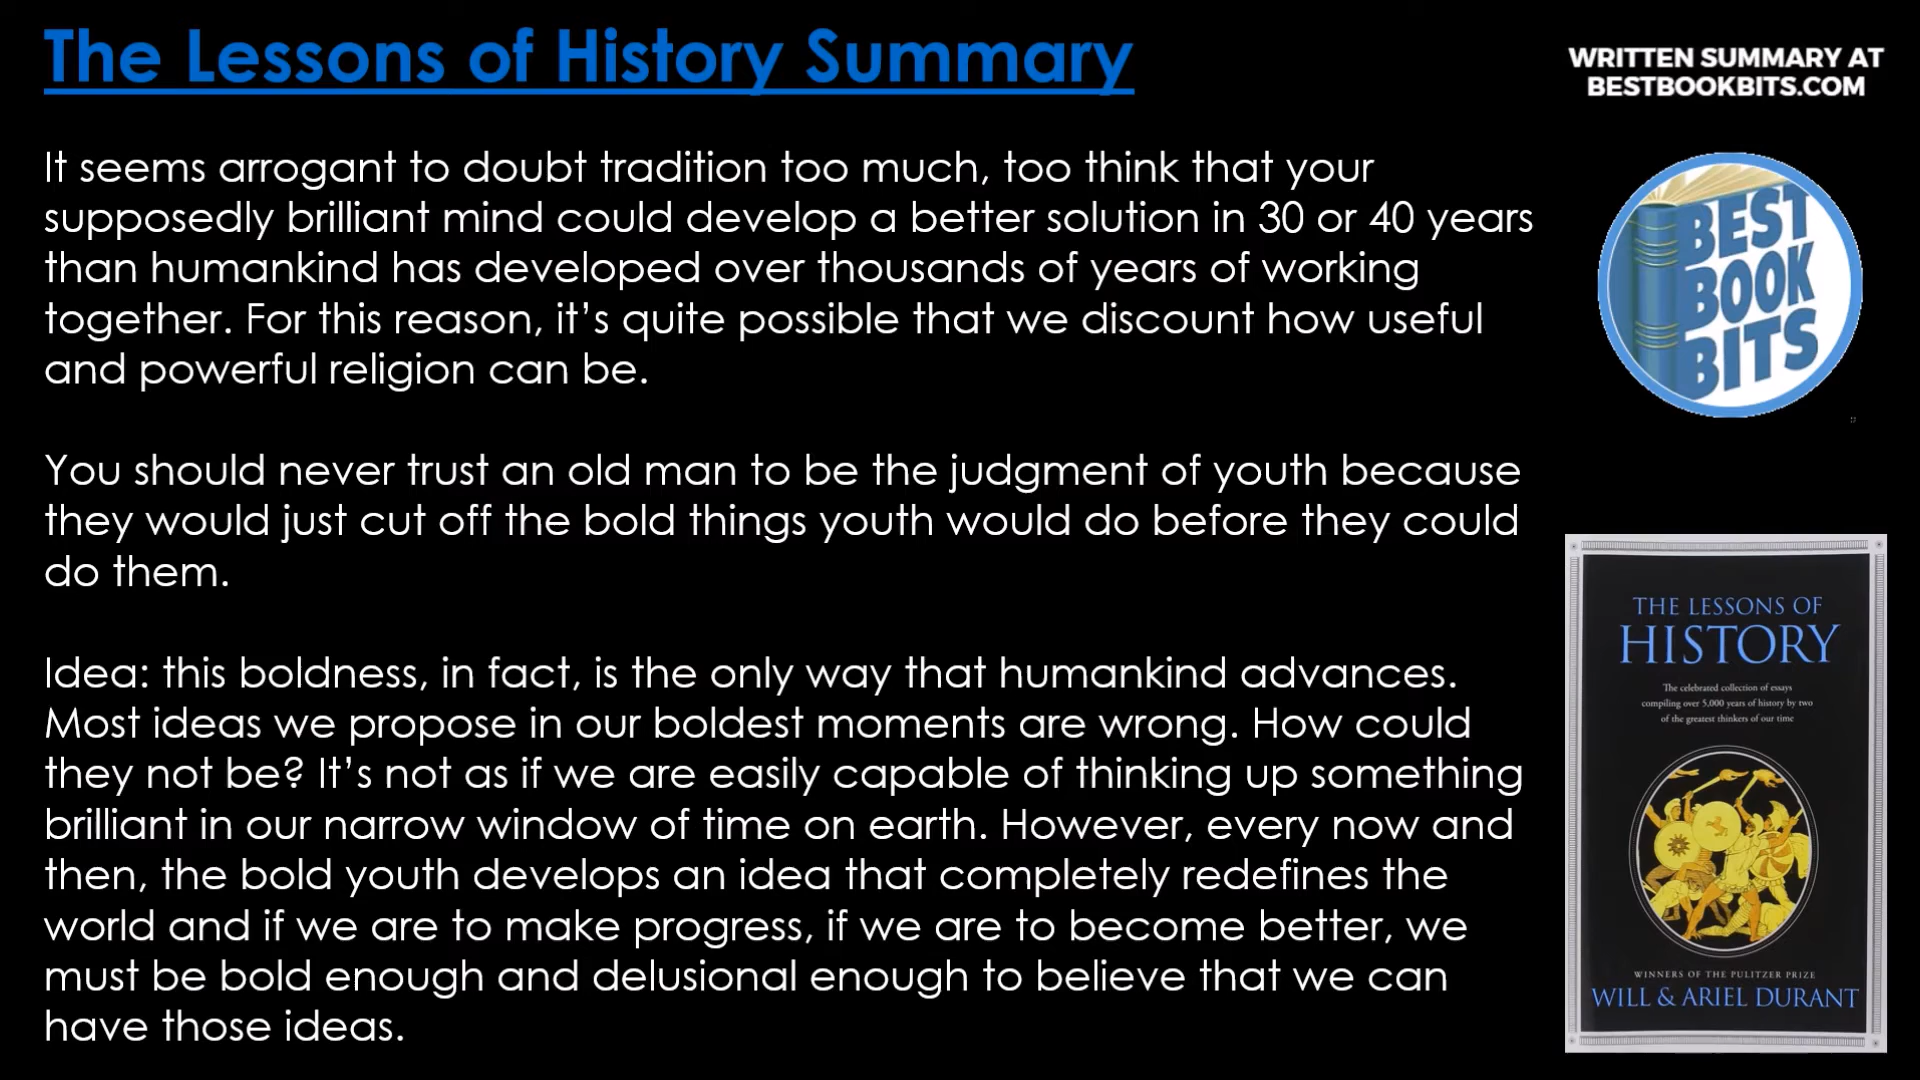 The Lessons of History Summary
WRITTEN SUMMARY AT
BESTBOOKBITS.COM
It seems arrogant to doubt tradition too much, too think that your
supposedly brilliant mind could develop a better solution in 30 or 40 years
than humankind has developed over thousands of years of working
together. For this reason, it’s quite possible that we discount how useful
and powerful religion can be.
You should never trust an old man to be the judgment of youth because
they would just cut off the bold things youth would do before they could
do them.
Idea: this boldness, in fact, is the only way that humankind advances.
Most ideas we propose in our boldest moments are wrong. How could
they not be? It’s not as if we are easily capable of thinking up something
brilliant in our narrow window of time on earth. However, every now and
then, the bold youth develops an idea that completely redefines the
world and if we are to make progress, if we are to become better, we
must be bold enough and delusional enough to believe that we can
have those ideas.
BEST
BOOK
BITS
THE LESSONS OF
HISTORY
The celebrated collection of essays
compiling over 5,000 years of history by two
of the greatest thinkers of our time
WINNERS OF THE PULITZER PRIZE
WILL & ARIEL DURANT